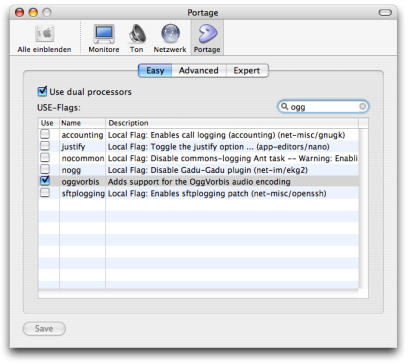 Portage
Alle einblenden Monitore Ton Netzwerk Portage
Easy Advanced Expert
Use dual processors
USE-Flags: ogg
Use Name Description
accounting Local Flag: Enables call logging (accounting) (net-misc/gnugk)
justify Local Flag: Toggle the justify option ... (app-editors/nano)
nocommon Local Flag: Disable commons-logging Ant task -- Warning: Enabli
nogg Local Flag: Disable Gadu-Gadu plugin (net-im/ekg2)
oggvorbis Adds support for the OggVorbis audio encoding
sftplogging Local Flag: Enables sftplogging patch (net-misc/openssh)
Save